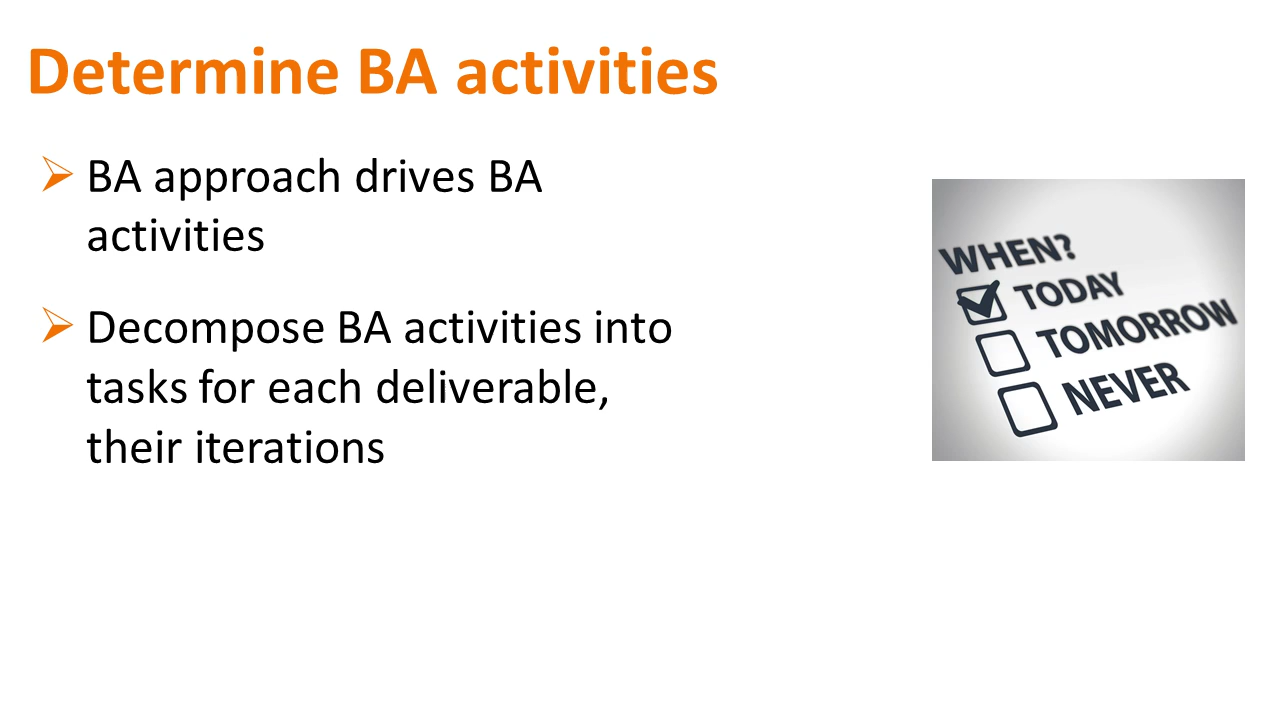 Determine BA activities
BA approach drives BA
activities
Decompose BA activities into
tasks for each deliverable,
their iterations
WHEN?
TODAY
TOMORROW
NEVER